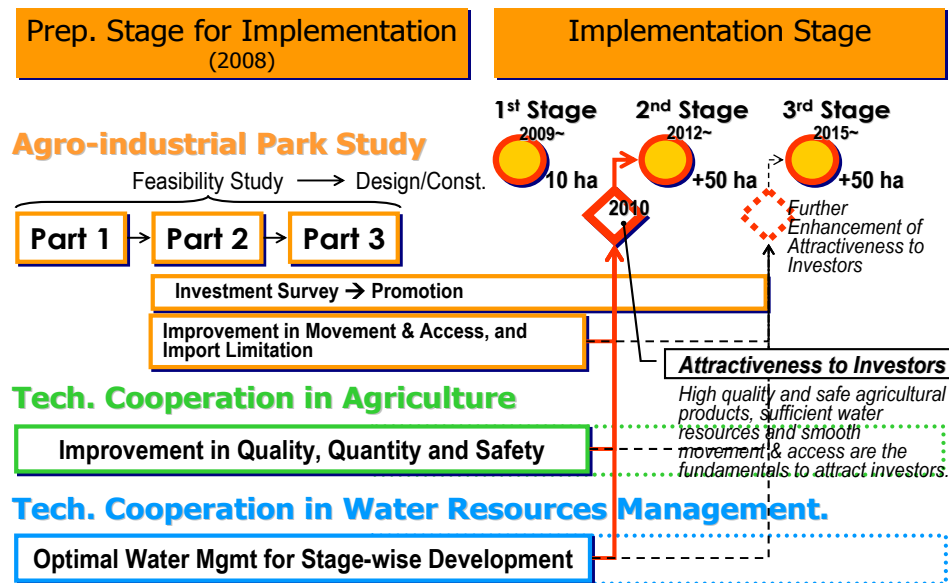 Prep. Stage for Implementation
(2008)
Implementation Stage
1st Stage
2009~
10 ha
2nd Stage
2012~
+50 ha
3rd Stage
2015~
+50 ha
Agro-industrial Park Study
Feasibility Study → Design/Const.
Part 1
Part 2
Part 3
2010
Further
Enhancement of
Attractiveness to
Investors
Investment Survey → Promotion
Improvement in Movement & Access, and
Import Limitation
Attractiveness to Investors
High quality and safe agricultural
products, sufficient water
resources and smooth
movement & access are the
fundamentals to attract investors.
Tech. Cooperation in Agriculture
Improvement in Quality, Quantity and Safety
Tech. Cooperation in Water Resources Management.
Optimal Water Mgmt for Stage-wise Development